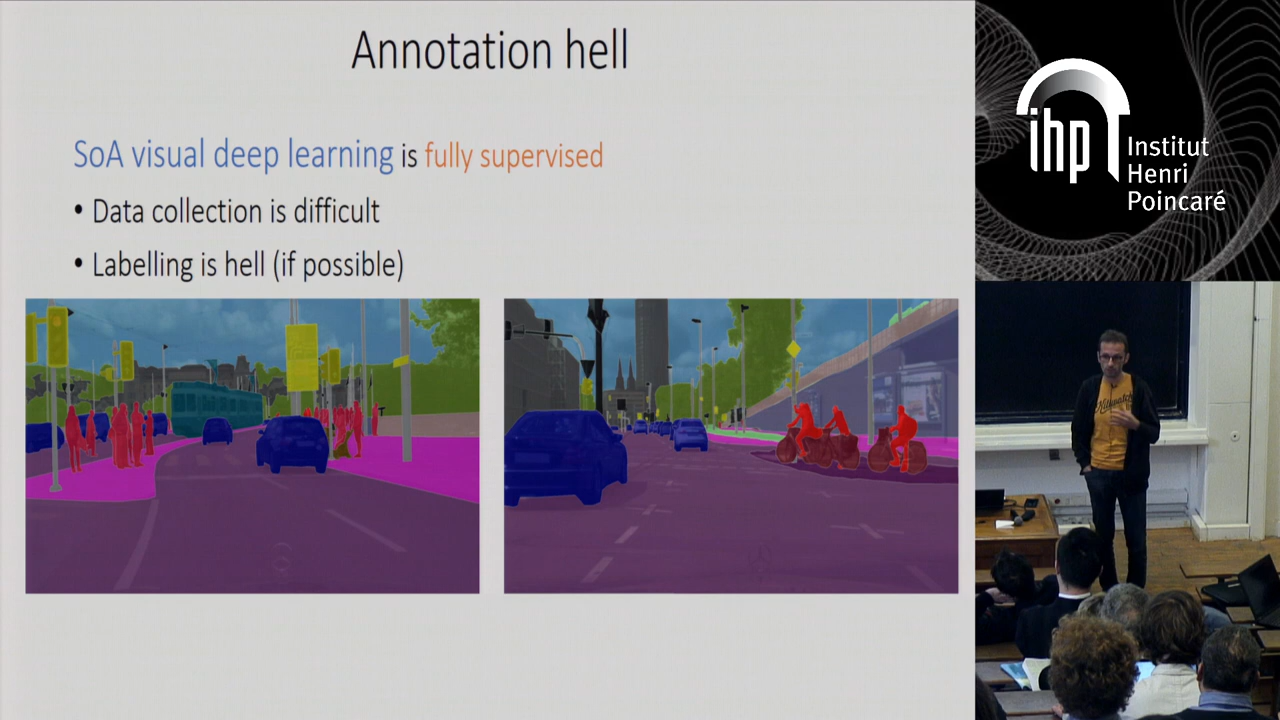 Annotation hell
SoA visual deep learning is fully supervised
• Data collection is difficult
• Labelling is hell (if possible)
ihp
Institut
Henri
Poincaré